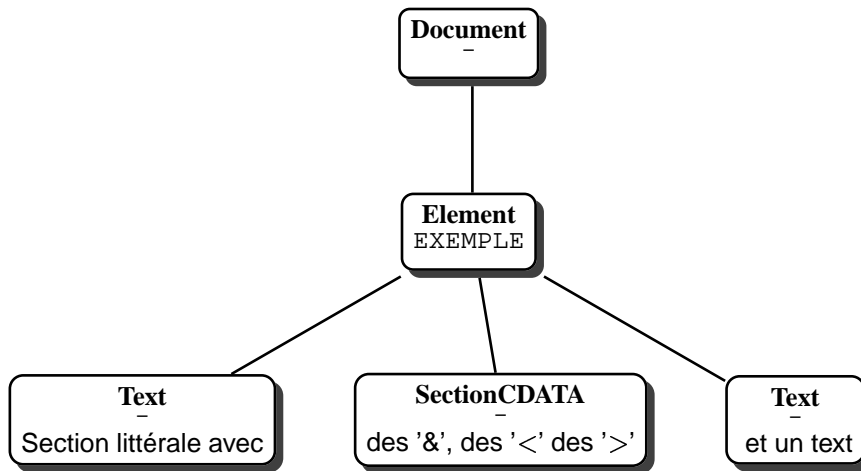 Document
–
Element
EXEMPLE
Text
–
Section littérale avec
SectionCDATA
–
des ’&’, des ’<’ des ’>’
Text
–
et un text